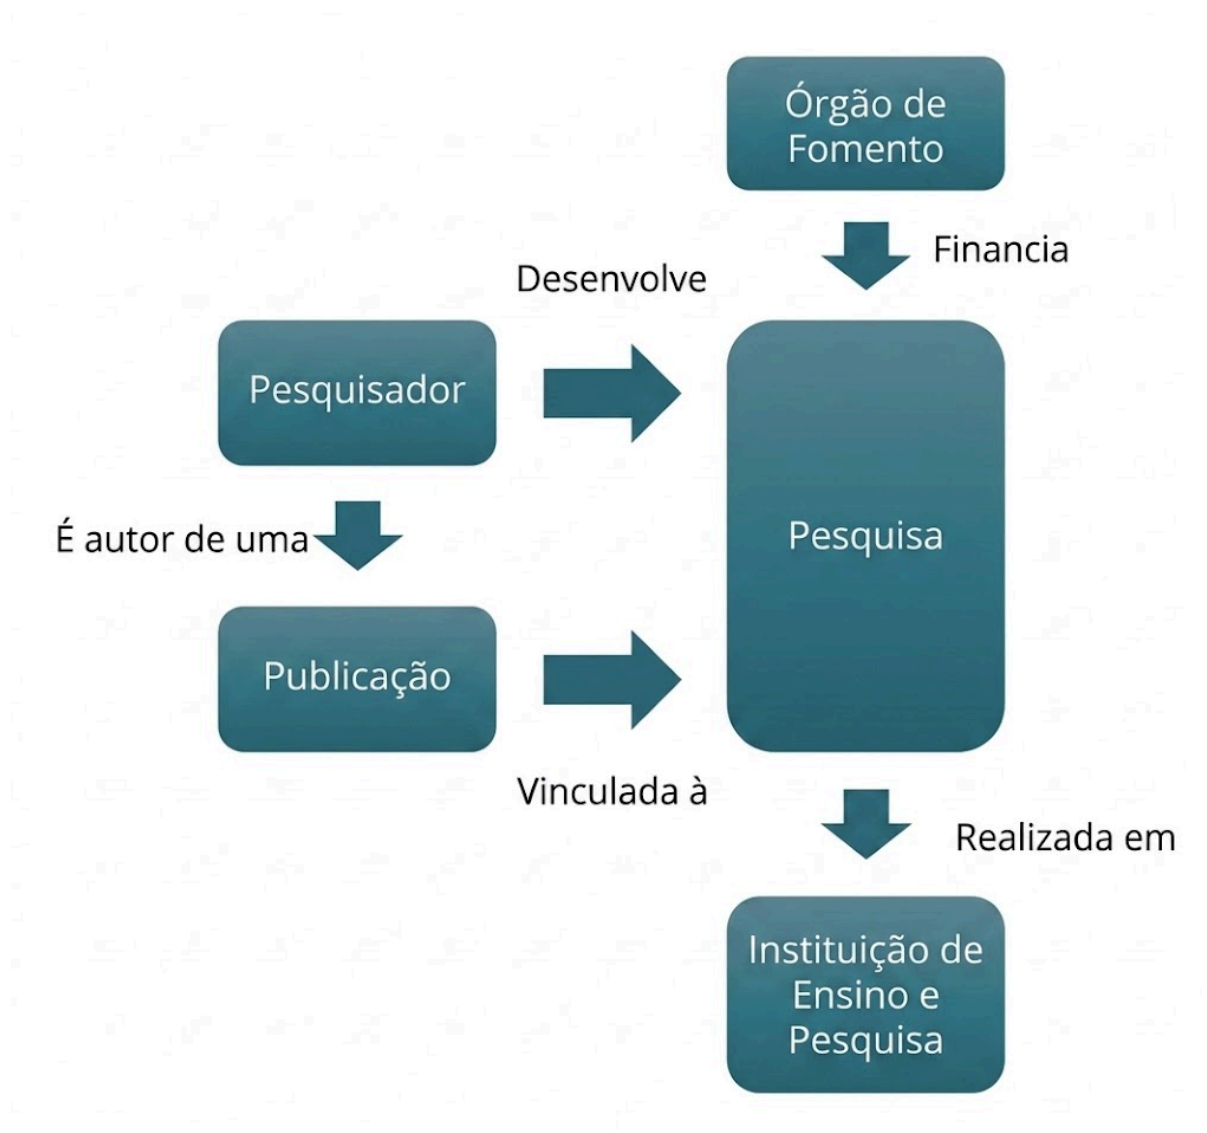 Órgão de
Fomento
Financia
Desenvolve
Pesquisador
É autor de uma
Pesquisa
Publicação
Vinculada à
Realizada em
Instituição de
Ensino e
Pesquisa